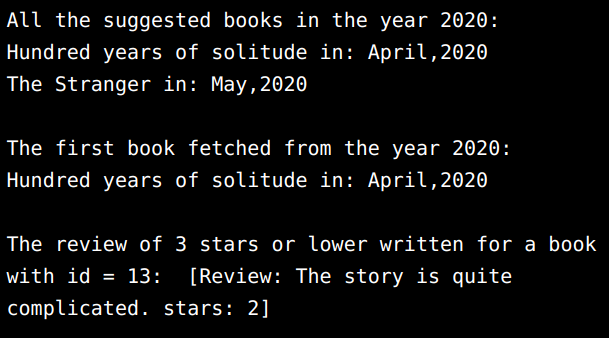 All the suggested books in the year 2020:
Hundred years of solitude in: April,2020
The Stranger in: May,2020
The first book fetched from the year 2020:
Hundred years of solitude in: April,2020
The review of 3 stars or lower written for a book
with id = 13:  [Review: The story is quite
complicated. stars: 2]